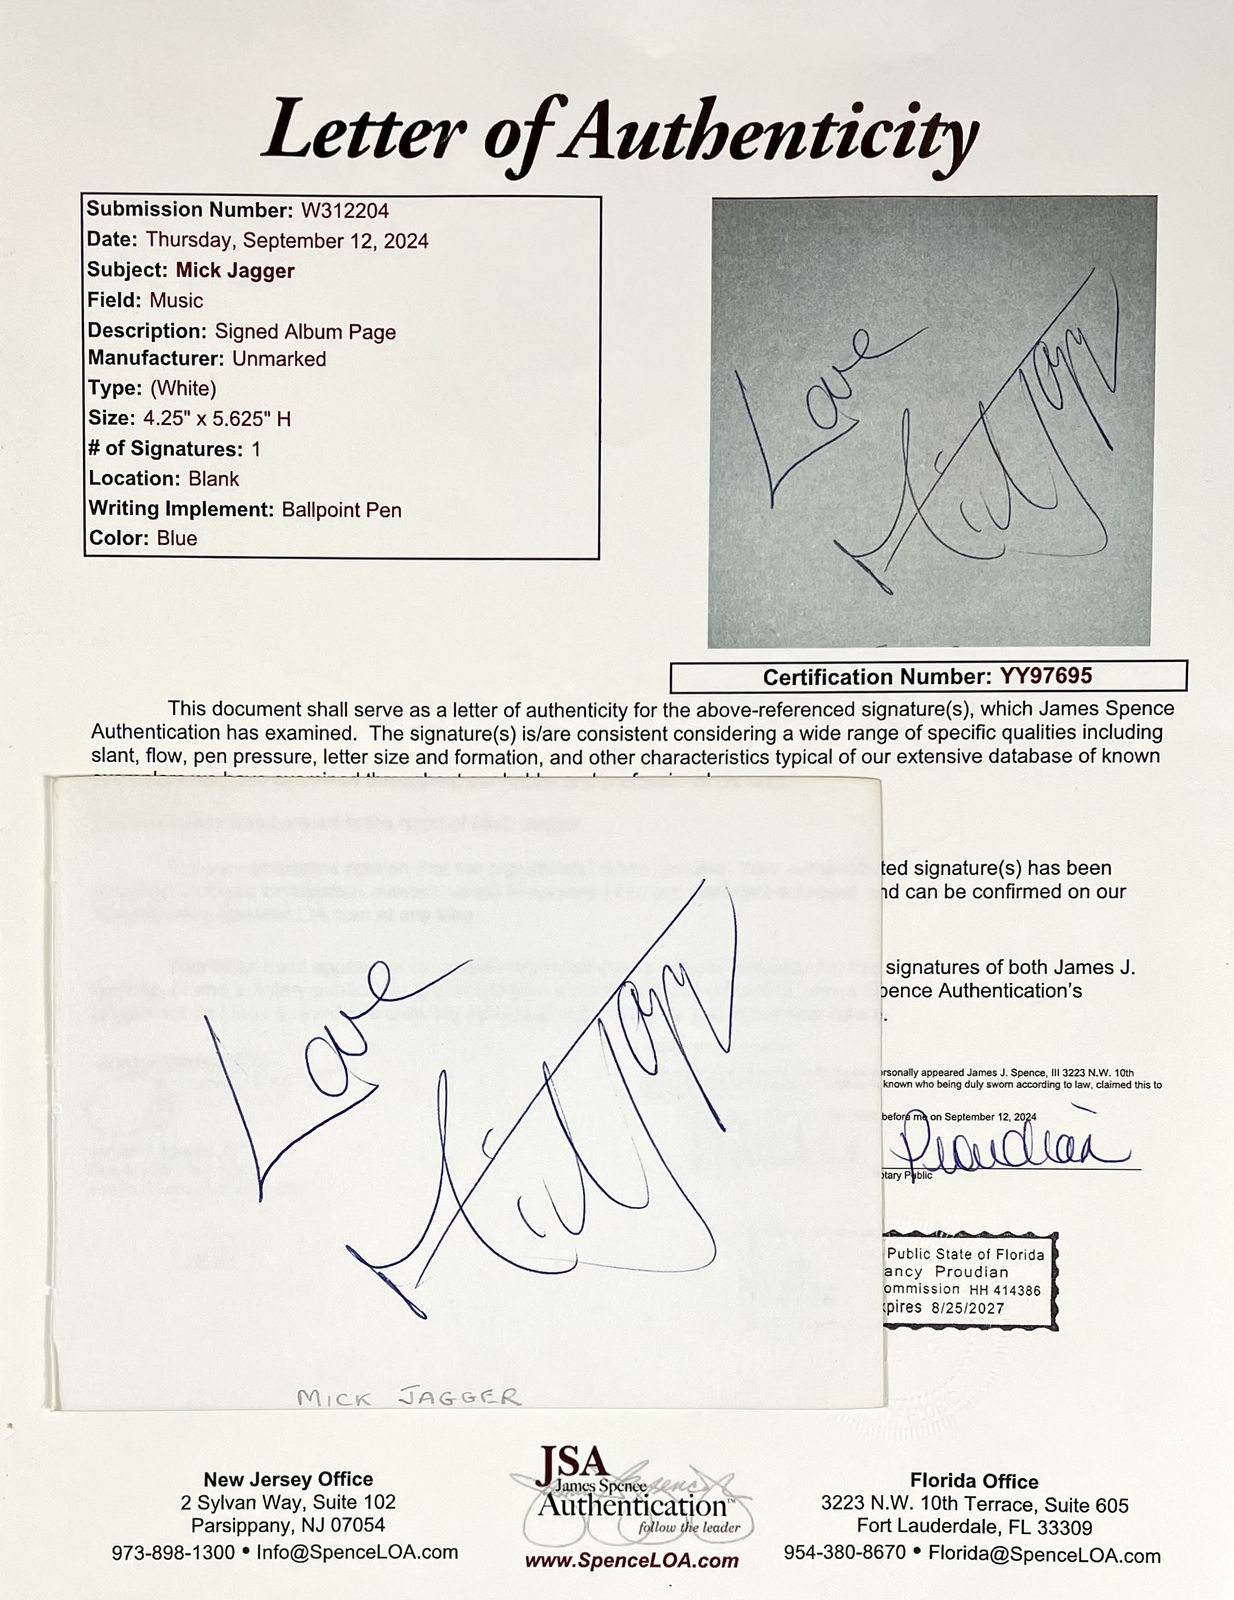 Letter of Authenticity
Submission Number: W312204
Date: Thursday, September 12, 2024
Subject: Mick Jagger
Field: Music
Description: Signed Album Page
Manufacturer: Unmarked
Type: (White)
Size: 4.25" x 5.625" H
# of Signatures: 1
Location: Blank
Writing Implement: Ballpoint Pen
Color: Blue
Love
Mick Jagger
Certification Number: YY97695
This document shall serve as a letter of authenticity for the above-referenced signature(s), which James Spence
Authentication has examined. The signature(s) is/are consistent considering a wide range of specific qualities including
slant, flow, pen pressure, letter size and formation, and other characteristics typical of our extensive database of known
ted signature(s) has been
nd can be confirmed on our
signatures of both James J.
pence Authentication's
.
ersonally appeared James J. Spence, III 3223 N.W. 10th
known who being duly sworn according to law, claimed this to
before me on September 12, 2024
Proudian
otary Public
Public State of Florida
ancy Proudian
ommission HH 414386
xpires 8/25/2027
Love
Mick Jagger
MICK JAGGER
New Jersey Office
2 Sylvan Way, Suite 102
Parsippany, NJ 07054
973-898-1300 • Info@SpenceLOA.com
JSA
James Spence
Authentication™
follow the leader
www.SpenceLOA.com
Florida Office
3223 N.W. 10th Terrace, Suite 605
Fort Lauderdale, FL 33309
954-380-8670 • Florida@SpenceLOA.com